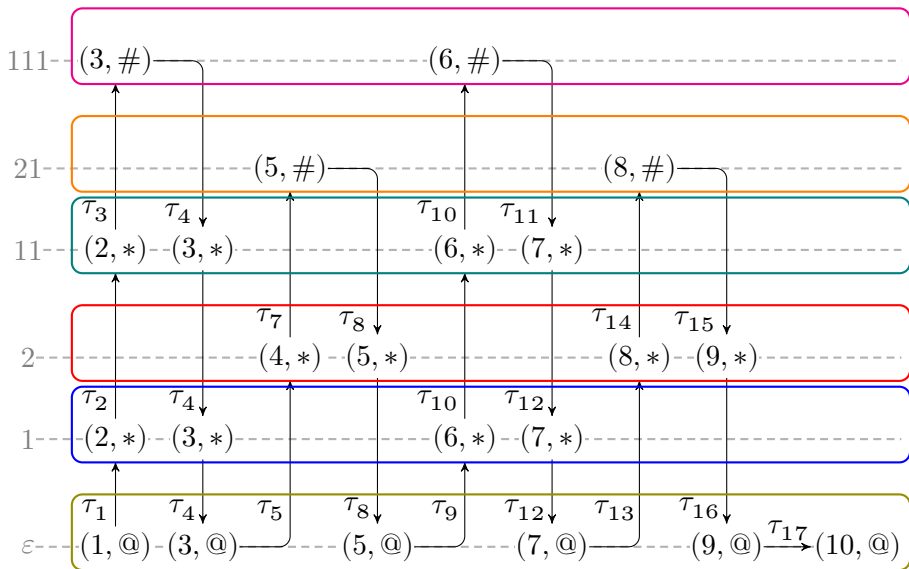 111 (3, #) (6, #)
21 (5, #) (8, #)
τ3 τ4 τ10 τ11
11 (2, *) (3, *) (6, *) (7, *)
τ7 τ8 τ14 τ15
2 (4, *) (5, *) (8, *) (9, *)
τ2 τ4 τ10 τ12
1 (2, *) (3, *) (6, *) (7, *)
τ1 τ4 τ5 τ8 τ9 τ12 τ13 τ16 τ17
ε (1, @) (3, @) (5, @) (7, @) (9, @) (10, @)